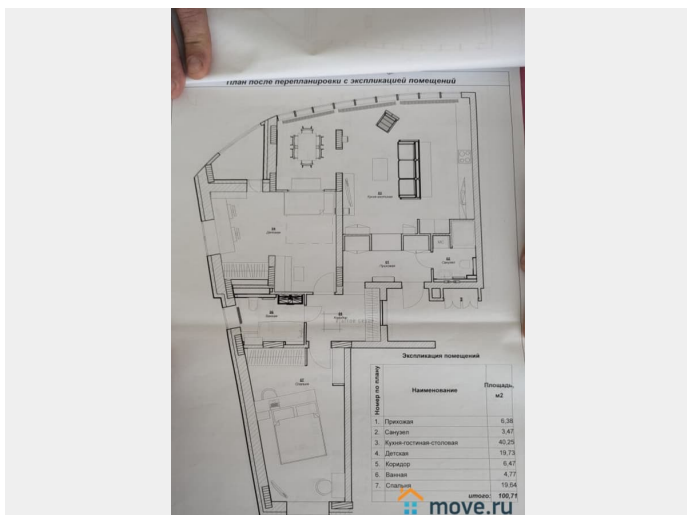 План после перепланировки с экспликацией помещений
Экспликация помещений
Номер по плану
Наименование
Площадь, м2
1. Прихожая 6,38
2. Санузел 3,47
3. Кухня-гостиная-столовая 40,25
4. Детская 19,73
5. Коридор 6,47
6. Ванная 4,77
7. Спальня 19,64
итого: 100,71
move.ru